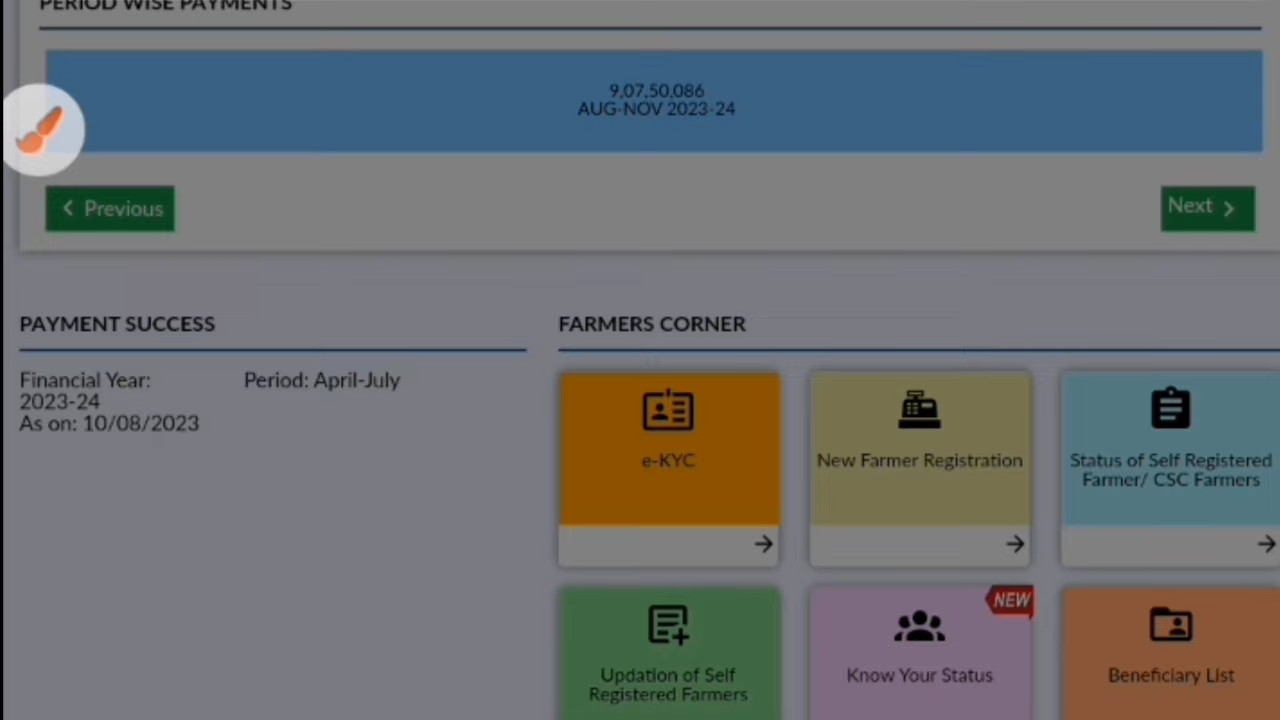 PERIOD WISE PAYMENTS
9,07,50,086
AUG-NOV 2023-24
Previous
Next
PAYMENT SUCCESS
Financial Year:
2023-24
Period: April-July
As on: 10/08/2023
FARMERS CORNER
e-KYC
New Farmer Registration
Status of Self Registered
Farmer/ CSC Farmers
Updation of Self
Registered Farmers
NEW
Know Your Status
Beneficiary List